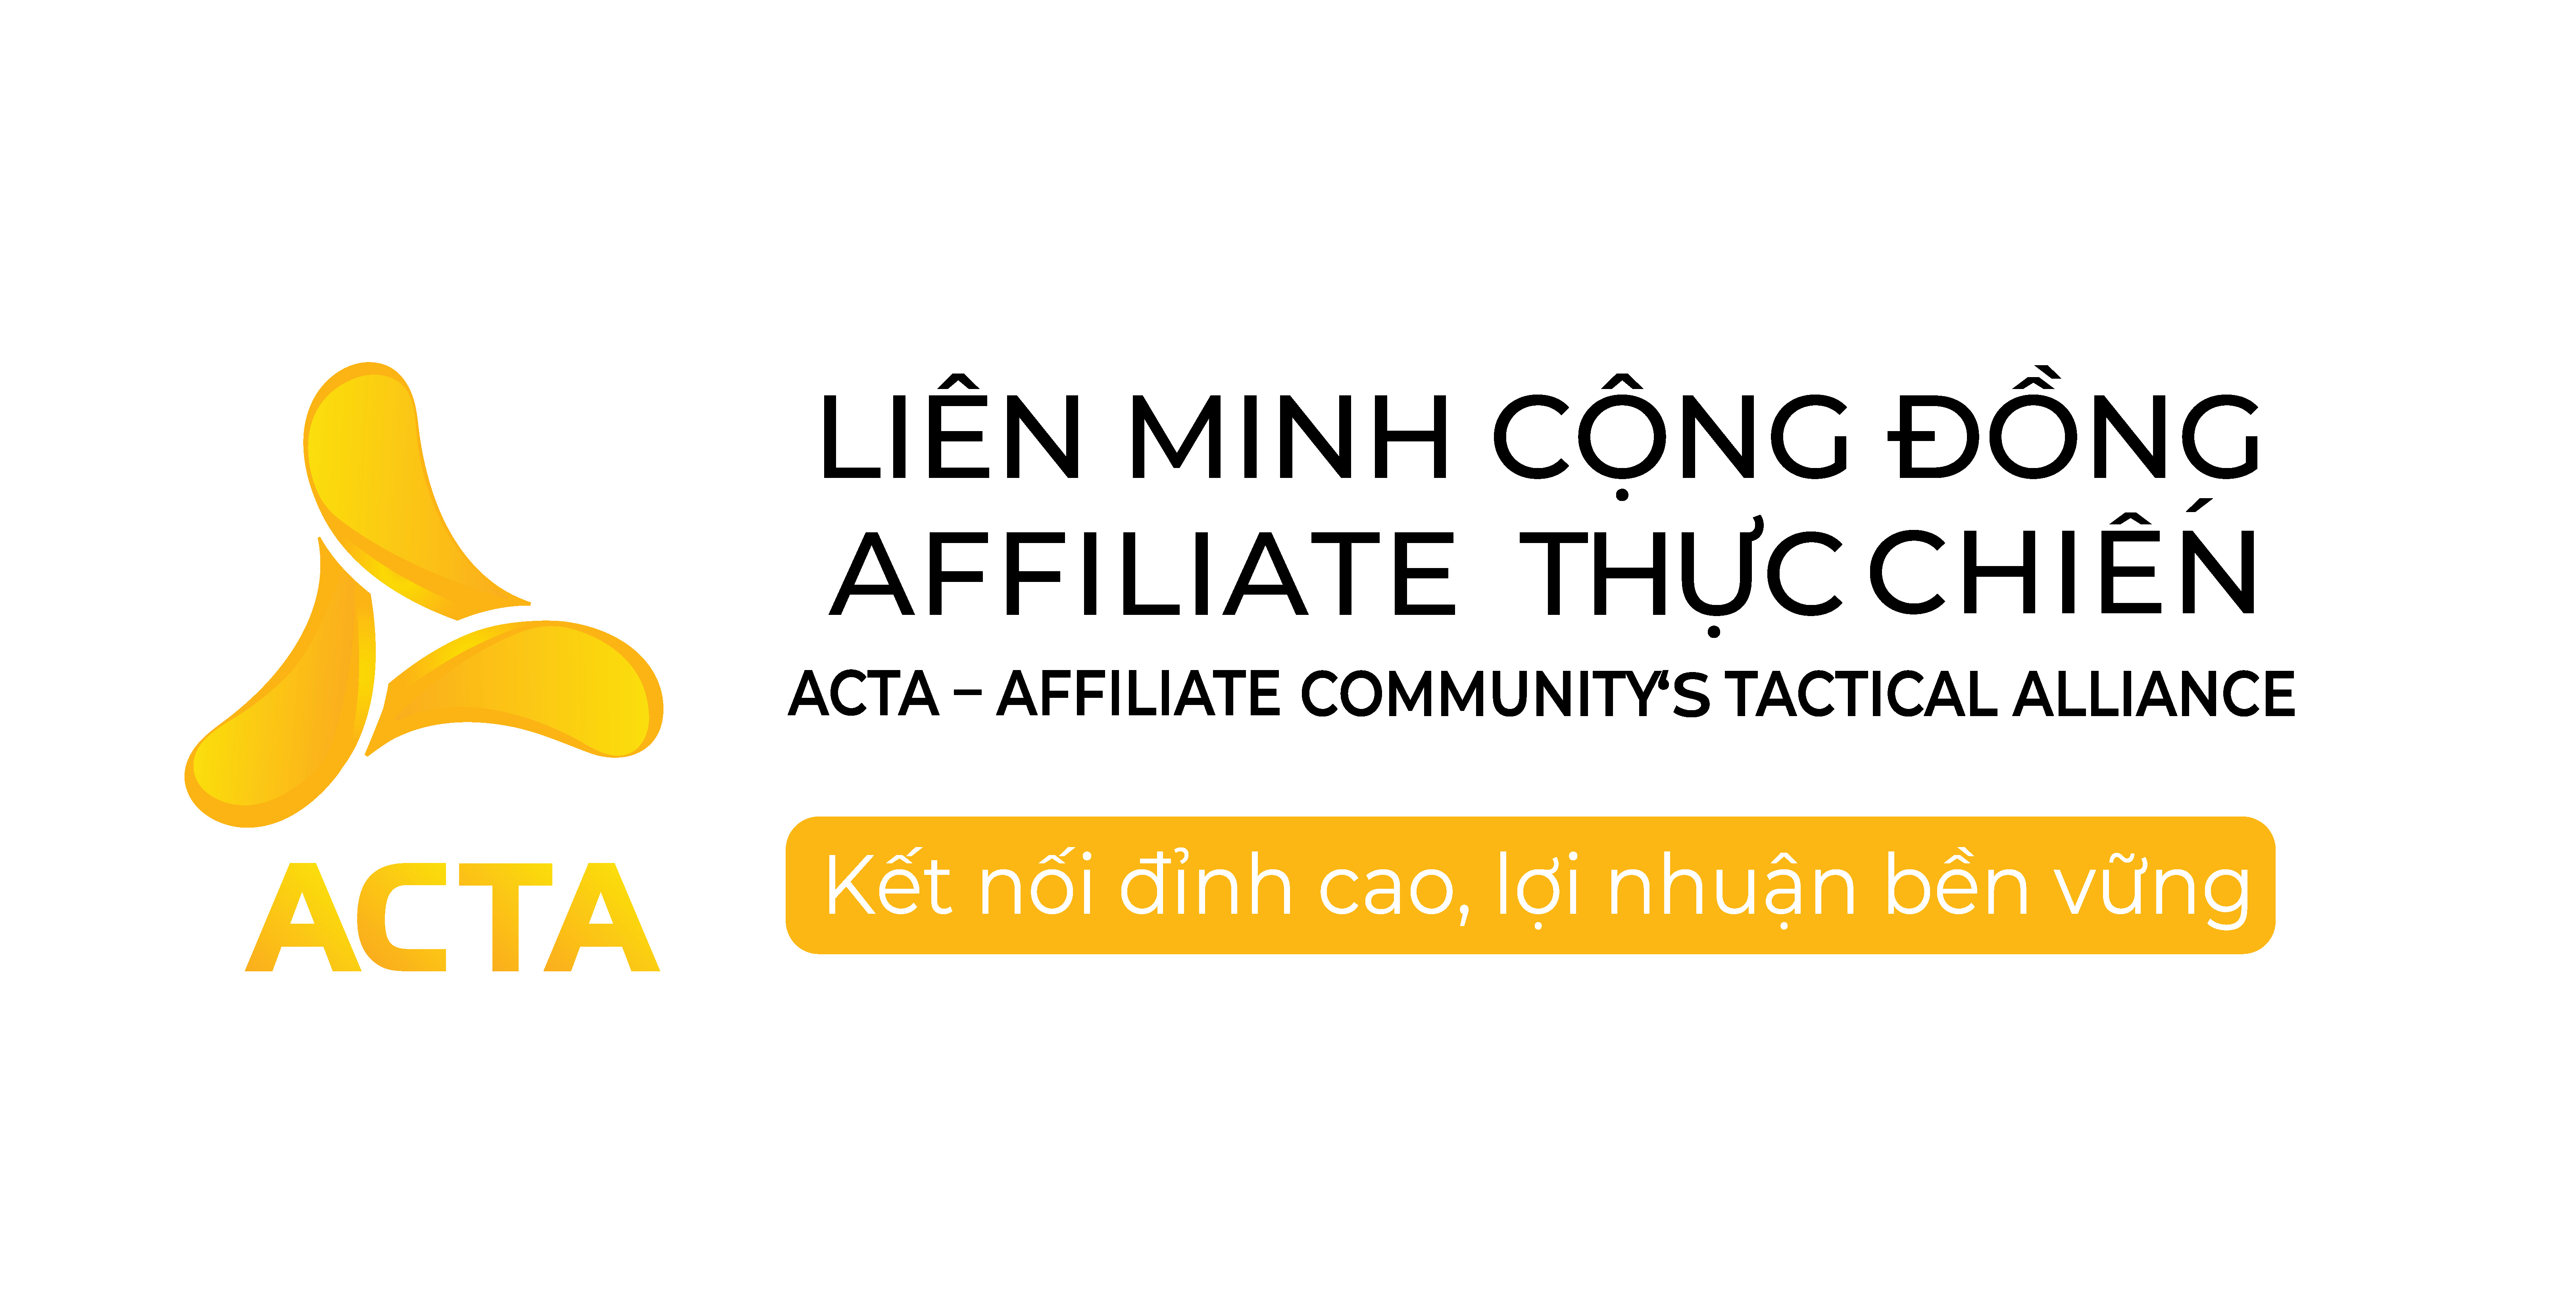 ACTA
LIÊN MINH CỘNG ĐỒNG
AFFILIATE THỰC CHIẾN
ACTA – AFFILIATE COMMUNITY‘S TACTICAL ALLIANCE
Kết nối đỉnh cao, lợi nhuận bền vững